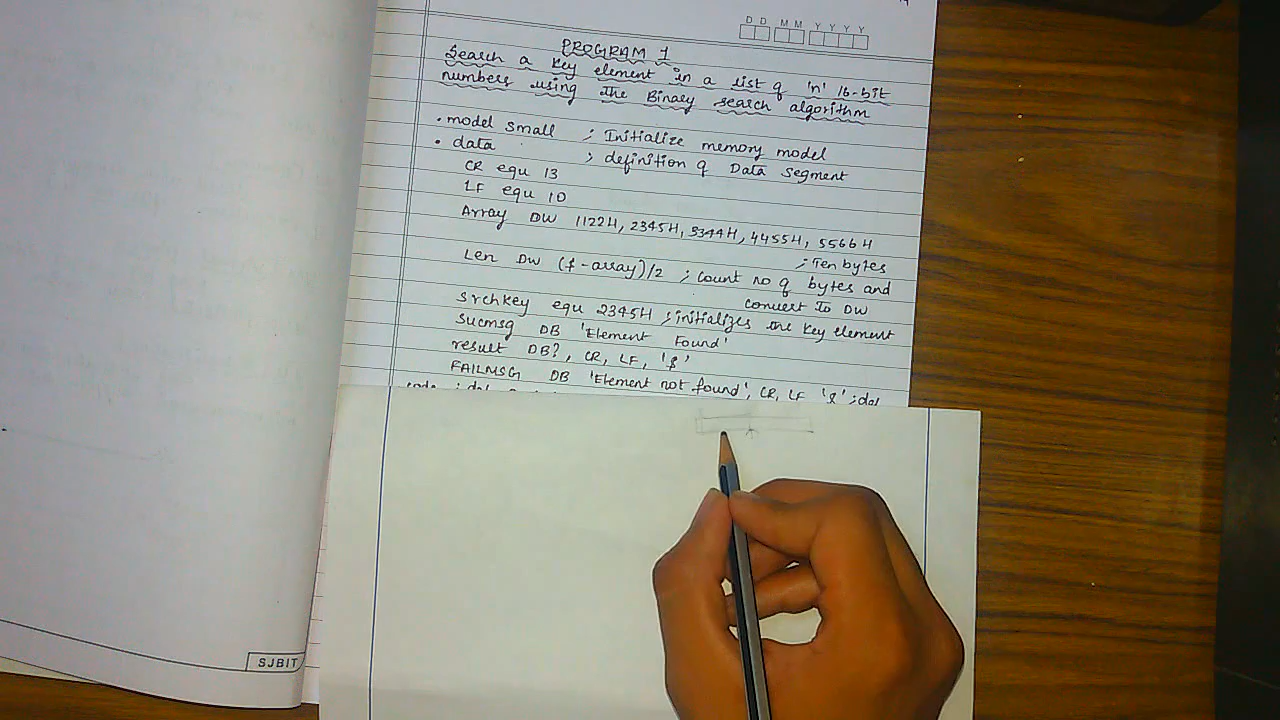 D D M M Y Y Y Y
PROGRAM 1
Search a key element in a list of 'n' 16-bit
numbers using the Binary search algorithm
.model small ; Initialize memory model
.data ; definition of Data Segment
CR equ 13
LF equ 10
Array DW 1122H, 2345H, 3344H, 4455H, 5566H
; Ten bytes
Len DW ($-array)/2 ; count no of bytes and
convert to DW
Srchkey equ 2345H ; initializes the key element
Sucmsg DB 'Element Found'
result DB ?, CR, LF, '$'
FAILMSG DB 'Element not found', CR, LF '$' ; del
SJBIT